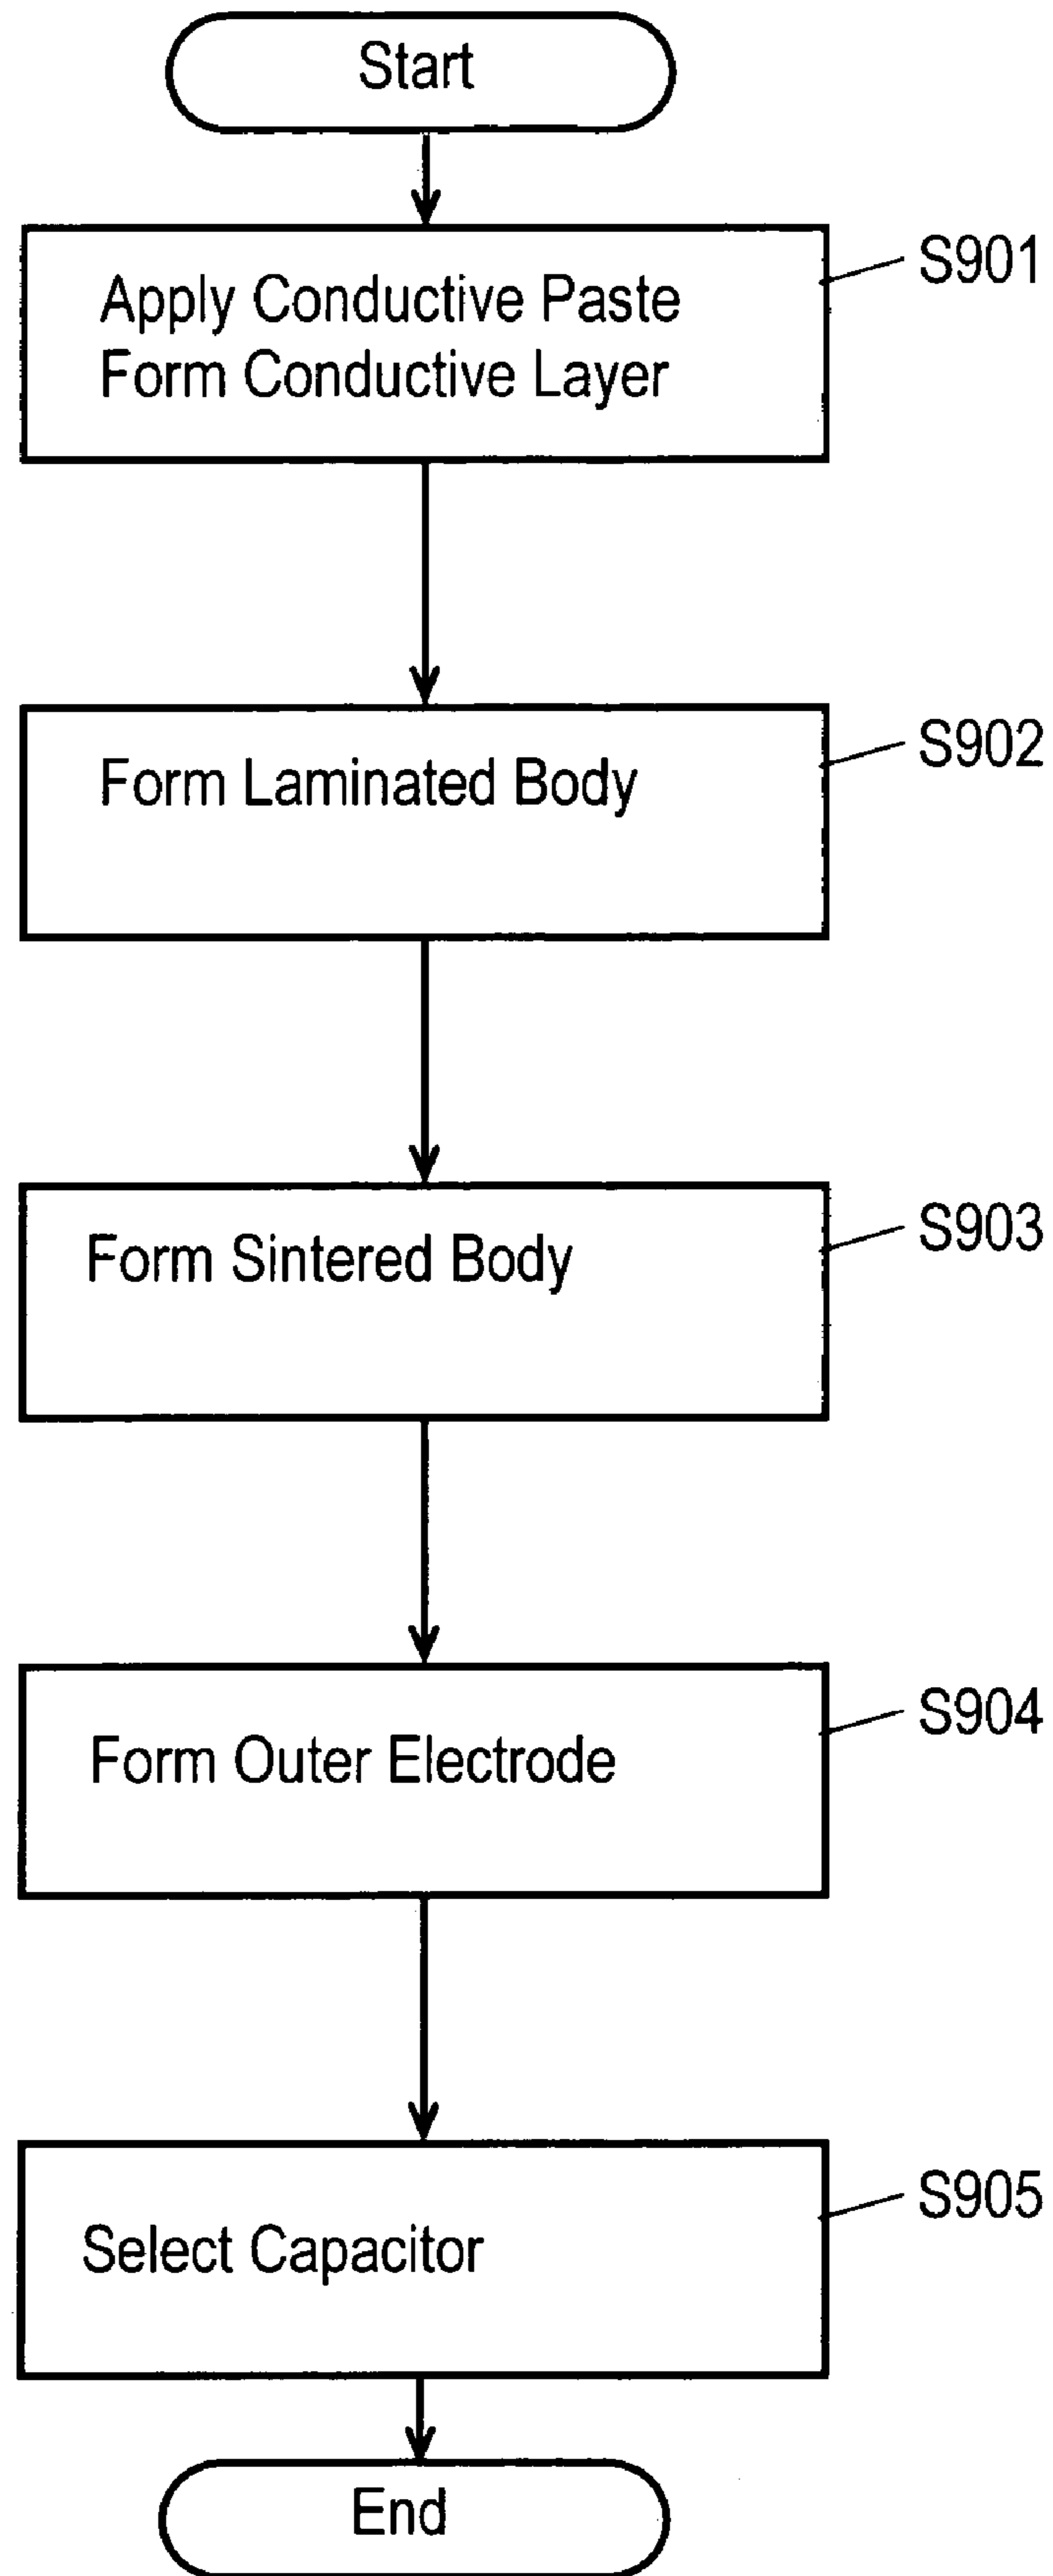 Start
Apply Conductive Paste
Form Conductive Layer
S901
Form Laminated Body
S902
Form Sintered Body
S903
Form Outer Electrode
S904
Select Capacitor
S905
End